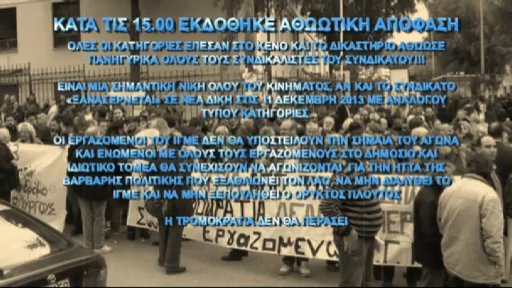 ΚΑΤΑ ΤΙΣ 15.00 ΕΚΔΟΘΗΚΕ ΑΘΩΩΤΙΚΗ ΑΠΟΦΑΣΗ
ΟΛΕΣ ΟΙ ΚΑΤΗΓΟΡΙΕΣ ΕΠΕΣΑΝ ΣΤΟ ΚΕΝΟ ΚΑΙ ΤΟ ΔΙΚΑΣΤΗΡΙΟ ΑΘΩΩΣΕ
ΠΑΝΗΓΥΡΙΚΑ ΟΛΟΥΣ ΤΟΥΣ ΣΥΝΔΙΚΑΛΙΣΤΕΣ ΤΟΥ ΣΥΝΔΙΚΑΤΟΥ!!!
ΕΙΝΑΙ ΜΙΑ ΣΗΜΑΝΤΙΚΗ ΝΙΚΗ ΟΛΟΥ ΤΟΥ ΚΙΝΗΜΑΤΟΣ, ΑΝ ΚΑΙ ΤΟ ΣΥΝΔΙΚΑΤΟ
«ΞΑΝΑΣΕΡΝΕΤΑΙ» ΣΕ ΝΕΑ ΔΙΚΗ ΣΤΙΣ 11 ΔΕΚΕΜΒΡΗ 2013 ΜΕ ΑΝΑΛΟΓΟΥ
ΤΥΠΟΥ ΚΑΤΗΓΟΡΙΕΣ.
ΟΙ ΕΡΓΑΖΟΜΕΝΟΙ ΤΟΥ ΙΓΜΕ ΔΕΝ ΘΑ ΥΠΟΣΤΕΙΛΟΥΝ ΤΗΝ ΣΗΜΑΙΑ ΤΟΥ ΑΓΩΝΑ
ΚΑΙ ΕΝΩΜΕΝΟΙ ΜΕ ΟΛΟΥΣ ΤΟΥΣ ΕΡΓΑΖΟΜΕΝΟΥΣ ΣΤΟ ΔΗΜΟΣΙΟ ΚΑΙ
ΙΔΙΩΤΙΚΟ ΤΟΜΕΑ ΘΑ ΣΥΝΕΧΙΣΟΥΝ ΝΑ ΑΓΩΝΙΖΟΝΤΑΙ ΓΙΑ ΤΗΝ ΗΤΤΑ ΤΗΣ
ΒΑΡΒΑΡΗΣ ΠΟΛΙΤΙΚΗΣ ΠΟΥ ΕΞΑΘΛΙΩΝΕΙ ΤΟΝ ΛΑΟ, ΝΑ ΜΗΝ ΔΙΑΛΥΘΕΙ ΤΟ
ΙΓΜΕ ΚΑΙ ΝΑ ΜΗΝ ΞΕΠΟΥΛΗΘΕΙ Ο ΟΡΥΚΤΟΣ ΠΛΟΥΤΟΣ
Η ΤΡΟΜΟΚΡΑΤΙΑ ΔΕΝ ΘΑ ΠΕΡΑΣΕΙ
εργαζομενω